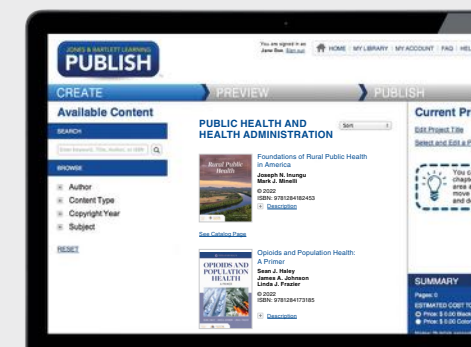 JONES & BARTLETT LEARNING
PUBLISH
You are signed in as
Jane Doe. Sign out
HOME | MY LIBRARY | MY ACCOUNT | FAQ | HEL
CREATE
PREVIEW
PUBLISH
Available Content
SEARCH
Enter keyword, Title, Author, or ISBN
BROWSE
Author
Content Type
Copyright Year
Subject
RESET
PUBLIC HEALTH AND
HEALTH ADMINISTRATION
Sort
Rural Public
Health
Foundations of Rural Public Health
in America
Joseph N. Inungu
Mark J. Minelli
© 2022
ISBN: 9781284182453
Description
See Catalog Page
OPIOIDS AND
POPULATION
HEALTH
Opioids and Population Health:
A Primer
Sean J. Haley
James A. Johnson
Linda J. Frazier
© 2022
ISBN: 9781284173185
Description
Current Pr
Edit Project Title
Select and Edit a P
You c
chapt
area a
move
and d
SUMMARY
Pages: 0
ESTIMATED COST TO
Price: $ 0.00 Black
Price: $ 0.00 Color